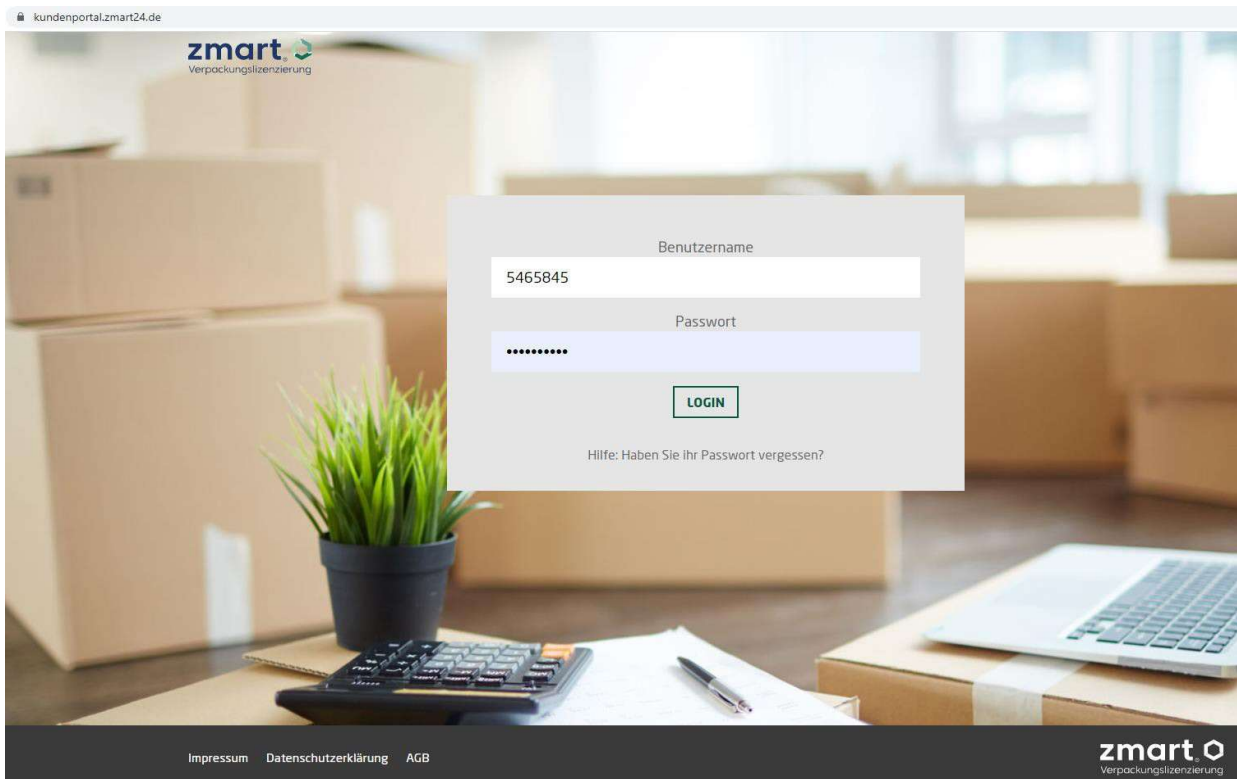 kundenportal.zmart24.de
zmart.
Verpackungslizenzierung
Benutzername
5465845
Passwort
••••••••••
LOGIN
Hilfe: Haben Sie ihr Passwort vergessen?
Impressum Datenschutzerklärung AGB
zmart.
Verpackungslizenzierung